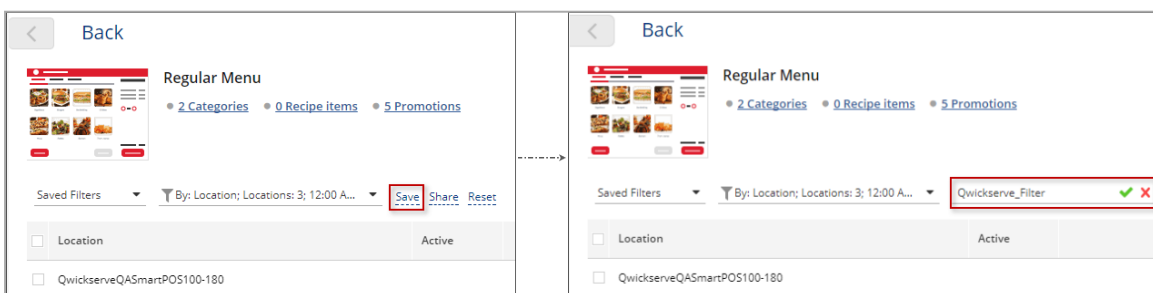 Back
Regular Menu
2 Categories 0 Recipe items 5 Promotions
Saved Filters By: Location; Locations: 3; 12:00 A... Save Share Reset
Location Active
QwickserveQASmartPOS100-180
Back
Regular Menu
2 Categories 0 Recipe items 5 Promotions
Saved Filters By: Location; Locations: 3; 12:00 A... Qwickserve_Filter
Location Active
QwickserveQASmartPOS100-180